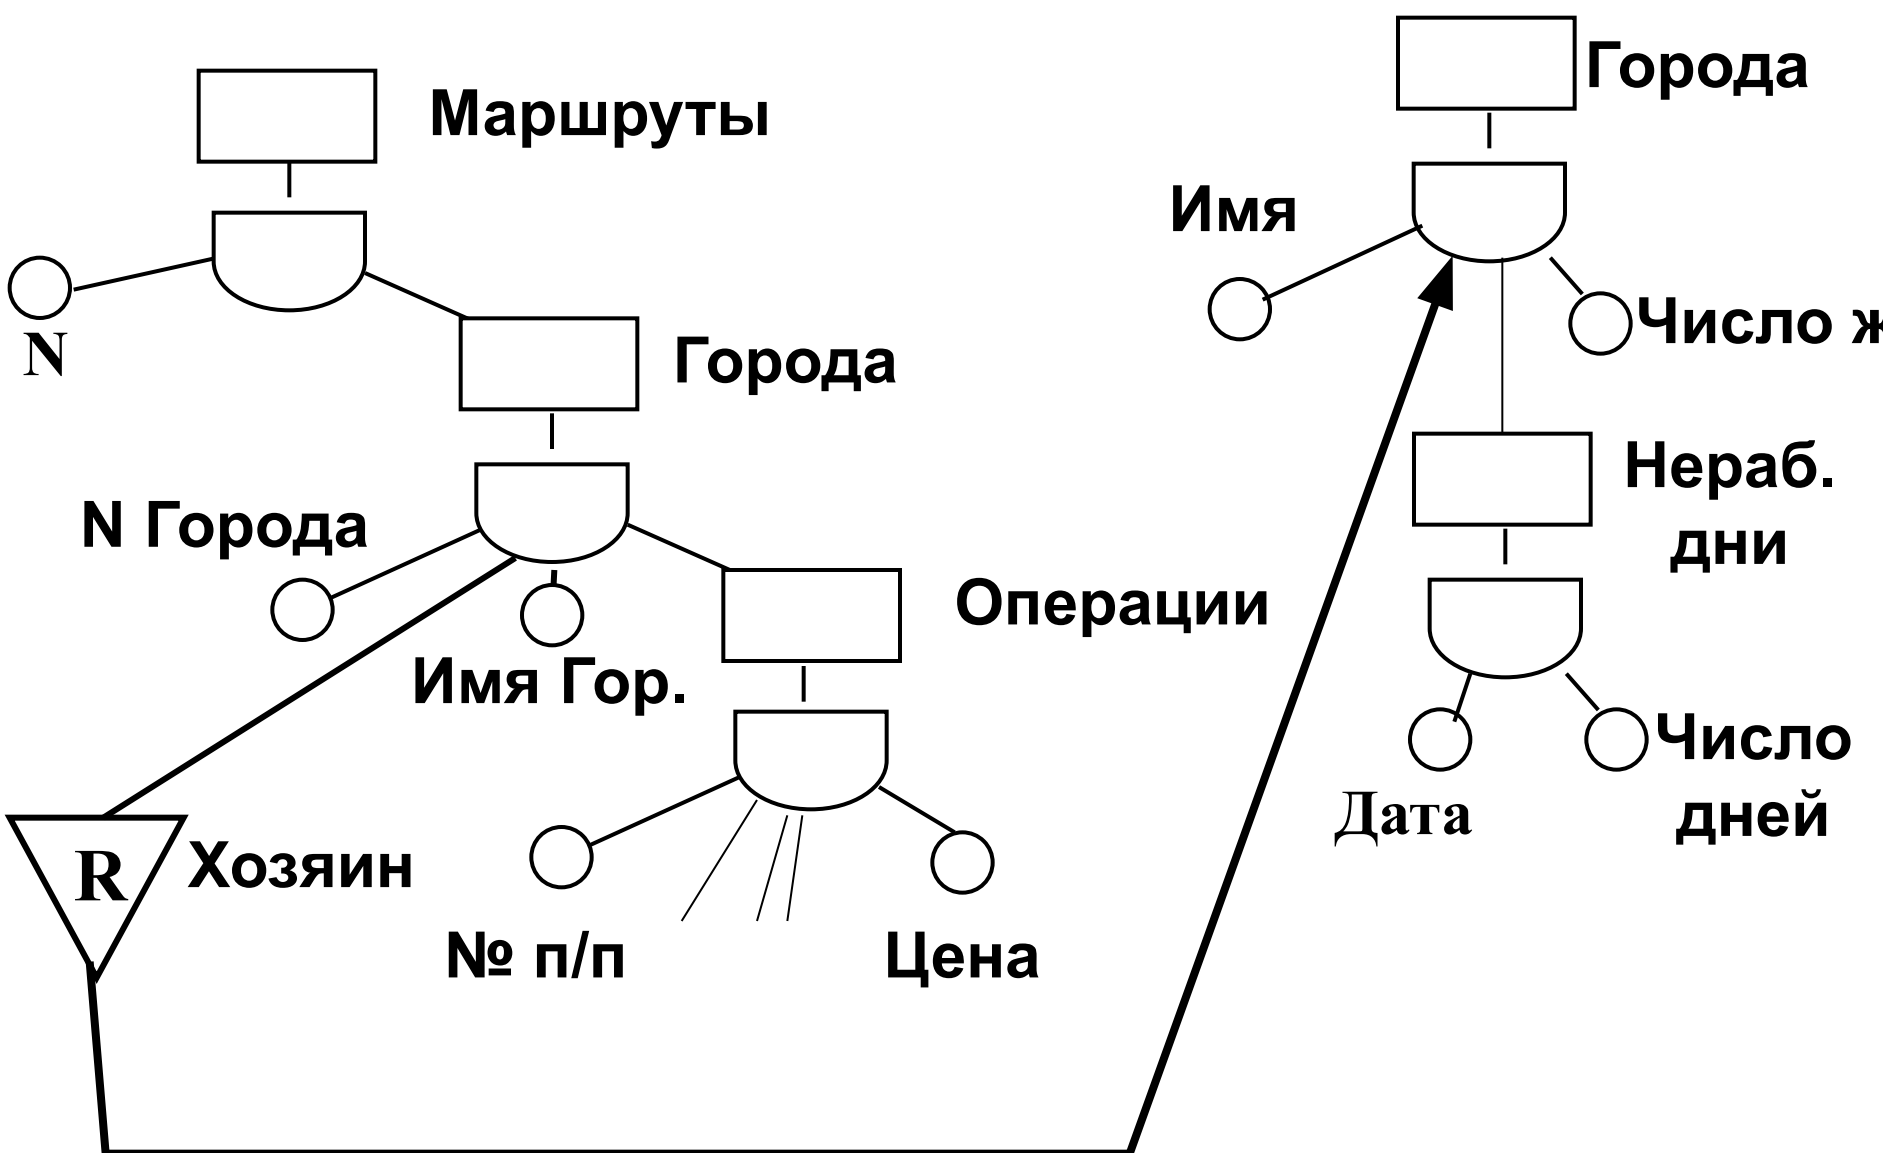 Города
Маршруты
Имя
Число
N
Города
Нераб.
дни
N Города
Операции
Имя Гор.
Число
дней
Дата
R
Хозяин
№ п/п
Цена